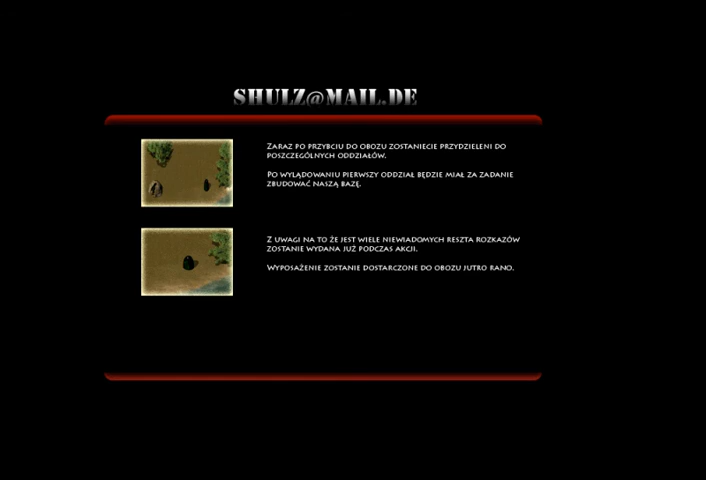 SHULZ@MAIL.DE
Zaraz po przybciu do obozu zostaniecie przydzieleni do
poszczególnych oddziałów.
Po wylądowaniu pierwszy oddział będzie miał za zadanie
zbudować naszą bazę.
Z uwagi na to że jest wiele niewiadomych reszta rozkazów
zostanie wydana już podczas akcji.
Wyposażenie zostanie dostarczone do obozu jutro rano.